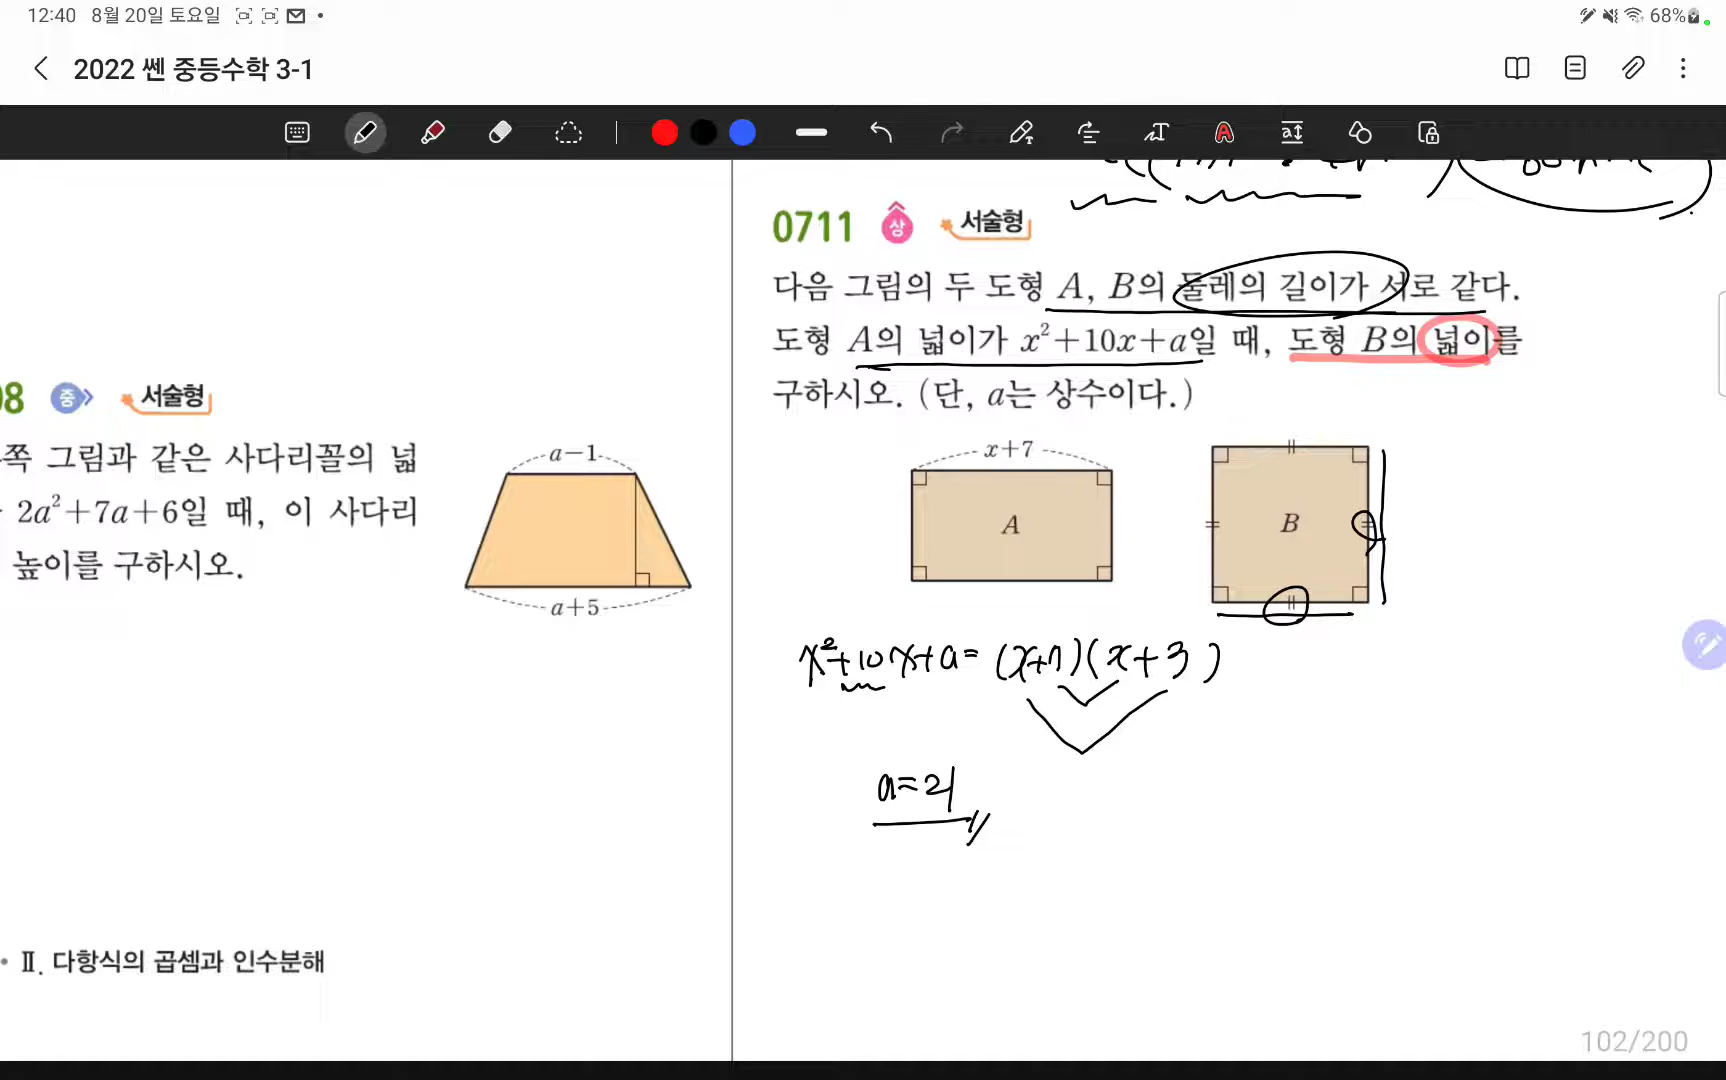 12:40 8월 20일 토요일
68%
2022 쎈 중등수학 3-1
08 중 서술형
쪽 그림과 같은 사다리꼴의 넓
2a²+7a+6일 때, 이 사다리
높이를 구하시오.
a-1
a+5
• Ⅱ. 다항식의 곱셈과 인수분해
0711 상 서술형
다음 그림의 두 도형 A, B의 둘레의 길이가 서로 같다.
도형 A의 넓이가 x²+10x+a일 때, 도형 B의 넓이를
구하시오. (단, a는 상수이다.)
x+7
A
B
x²+10x+a=(x+7)(x+3)
a=21
102/200